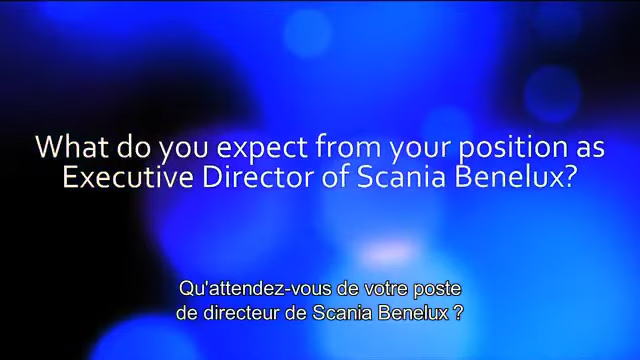 What do you expect from your position as
Executive Director of Scania Benelux?
Qu'attendez-vous de votre poste
de directeur de Scania Benelux ?